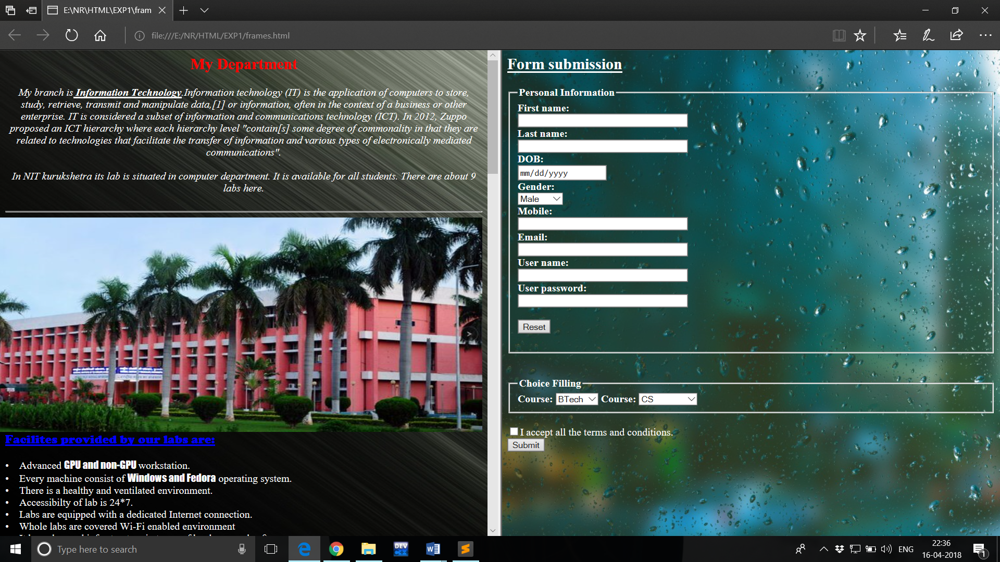 E:\NR\HTML\EXP1\fram
file:///E:/NR/HTML/EXP1/frames.html
My Department
My branch is Information Technology.Information technology (IT) is the application of computers to store,
study, retrieve, transmit and manipulate data,[1] or information, often in the context of a business or other
enterprise. IT is considered a subset of information and communications technology (ICT). In 2012, Zuppo
proposed an ICT hierarchy where each hierarchy level "contain[s] some degree of commonality in that they are
related to technologies that facilitate the transfer of information and various types of electronically mediated
communications".
In NIT kurukshetra its lab is situated in computer department. It is available for all students. There are about 9
labs here.
Facilites provided by our labs are:
• Advanced GPU and non-GPU workstation.
• Every machine consist of Windows and Fedora operating system.
• There is a healthy and ventilated environment.
• Accessibilty of lab is 24*7.
• Labs are equipped with a dedicated Internet connection.
• Whole labs are covered Wi-Fi enabled environment
Form submission
Personal Information
First name:
Last name:
DOB:
mm/dd/yyyy
Gender:
Male
Mobile:
Email:
User name:
User password:
Reset
Choice Filling
Course: BTech Course: CS
I accept all the terms and conditions.
Submit
Type here to search
DEV
C++
ENG
22:36
16-04-2018
1